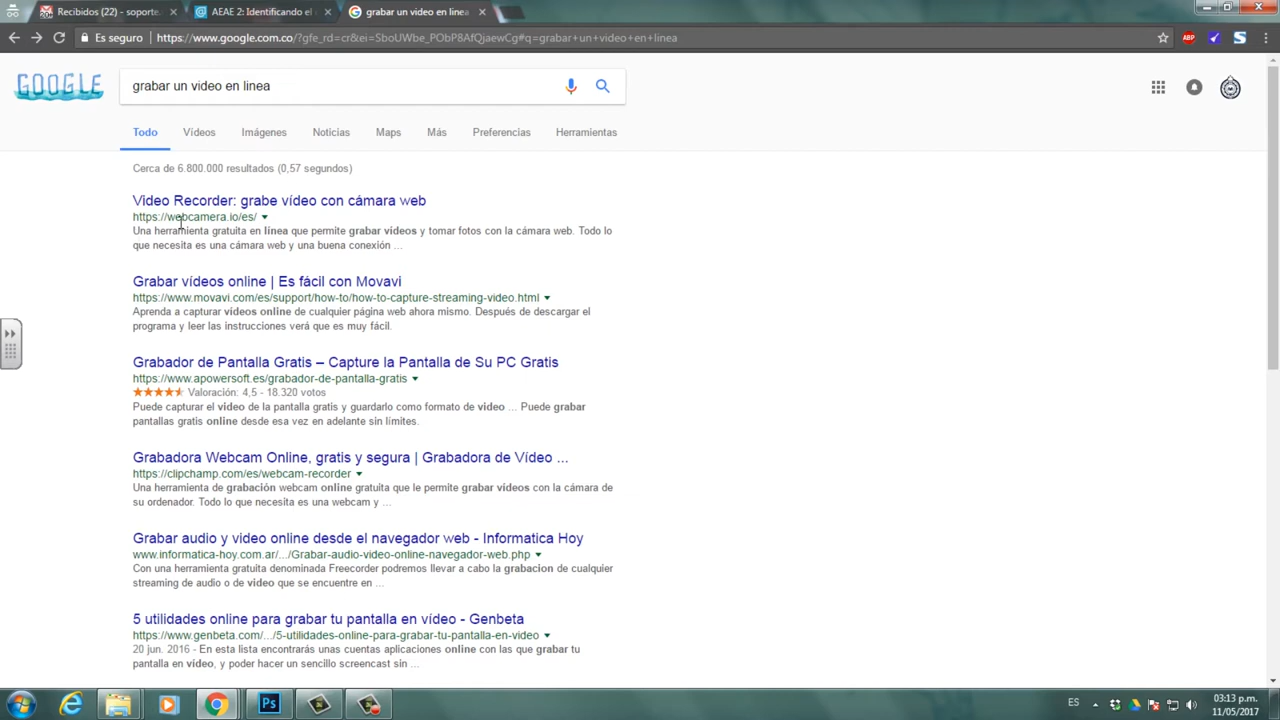 Recibidos (22) - soporte.
AEAE 2: Identificando el
grabar un video en linea
Es seguro
https://www.google.com.co/?gfe_rd=cr&ei=SboUWbe_PObP8AfQjaewCg#q=grabar+un+video+en+linea
ABP
GOOGLE
grabar un video en linea
Todo
Vídeos
Imágenes
Noticias
Maps
Más
Preferencias
Herramientas
Cerca de 6.800.000 resultados (0,57 segundos)
Video Recorder: grabe vídeo con cámara web
https://webcamera.io/es/
Una herramienta gratuita en línea que permite grabar vídeos y tomar fotos con la cámara web. Todo lo
que necesita es una cámara web y una buena conexión ...
Grabar vídeos online | Es fácil con Movavi
https://www.movavi.com/es/support/how-to/how-to-capture-streaming-video.html
Aprenda a capturar videos online de cualquier página web ahora mismo. Después de descargar el
programa y leer las instrucciones verá que es muy fácil.
Grabador de Pantalla Gratis – Capture la Pantalla de Su PC Gratis
https://www.apowersoft.es/grabador-de-pantalla-gratis
Valoración: 4,5 - 18.320 votos
Puede capturar el video de la pantalla gratis y guardarlo como formato de video ... Puede grabar
pantallas gratis online desde esa vez en adelante sin límites.
Grabadora Webcam Online, gratis y segura | Grabadora de Vídeo ...
https://clipchamp.com/es/webcam-recorder
Una herramienta de grabación webcam online gratuita que le permite grabar vídeos con la cámara de
su ordenador. Todo lo que necesita es una webcam y ...
Grabar audio y video online desde el navegador web - Informatica Hoy
www.informatica-hoy.com.ar/.../Grabar-audio-video-online-navegador-web.php
Con una herramienta gratuita denominada Freecorder podremos llevar a cabo la grabacion de cualquier
streaming de audio o de video que se encuentre en ...
5 utilidades online para grabar tu pantalla en vídeo - Genbeta
https://www.genbeta.com/.../5-utilidades-online-para-grabar-tu-pantalla-en-video
20 jun. 2016 - En esta lista encontrarás unas cuentas aplicaciones online con las que grabar tu
pantalla en vídeo, y poder hacer un sencillo screencast sin ...
Ps
ES
03:13 p.m.
11/05/2017